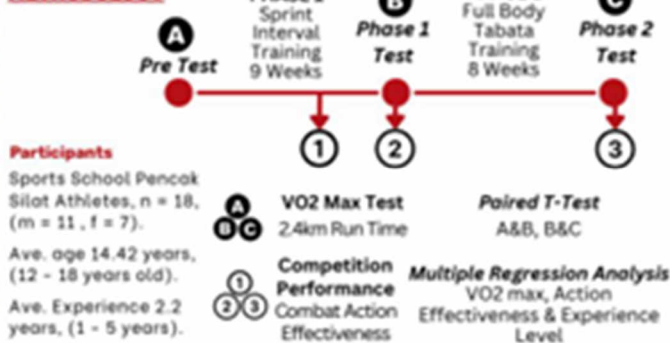 A
Pre Test
Sprint
Interval
Training
9 Weeks
B
Phase 1
Test
Full Body
Tabata
Training
8 Weeks
Phase 2
Test
1
2
3
Participants
Sports School Pencak
Silat Athletes, n = 18,
(m = 11 , f = 7).
Ave. age 14.42 years,
(12 - 18 years old).
Ave. Experience 2.2
years, (1 - 5 years).
A
B C
VO2 Max Test
2.4km Run Time
1
2 3
Competition
Performance
Combat Action
Effectiveness
Paired T-Test
A&B, B&C
Multiple Regression Analysis
VO2 max, Action
Effectiveness & Experience
Level